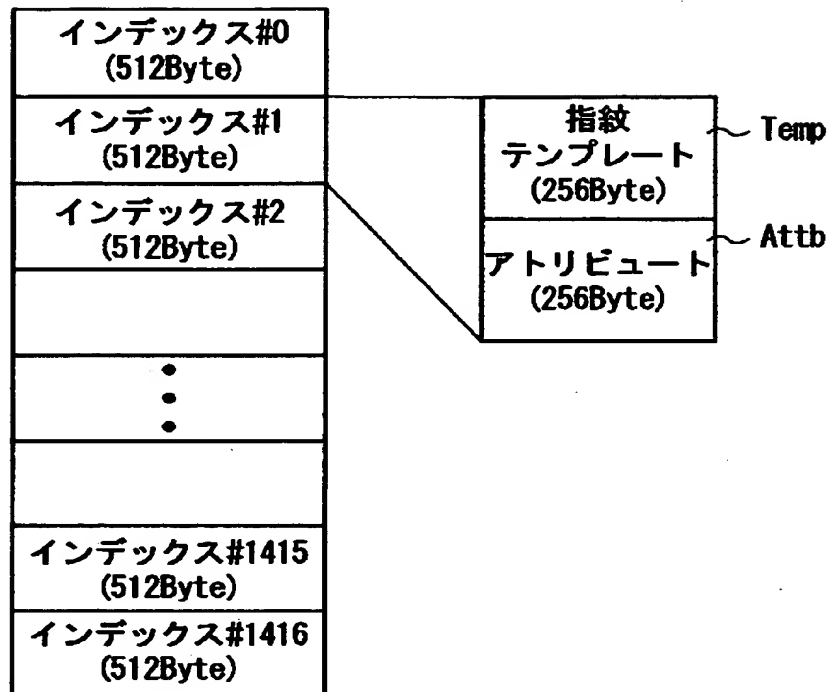 インデックス#0
(512Byte)
インデックス#1
(512Byte)
インデックス#2
(512Byte)
インデックス#1415
(512Byte)
インデックス#1416
(512Byte)
指紋
テンプレート
(256Byte)
Temp
アトリビュート
(256Byte)
Attb